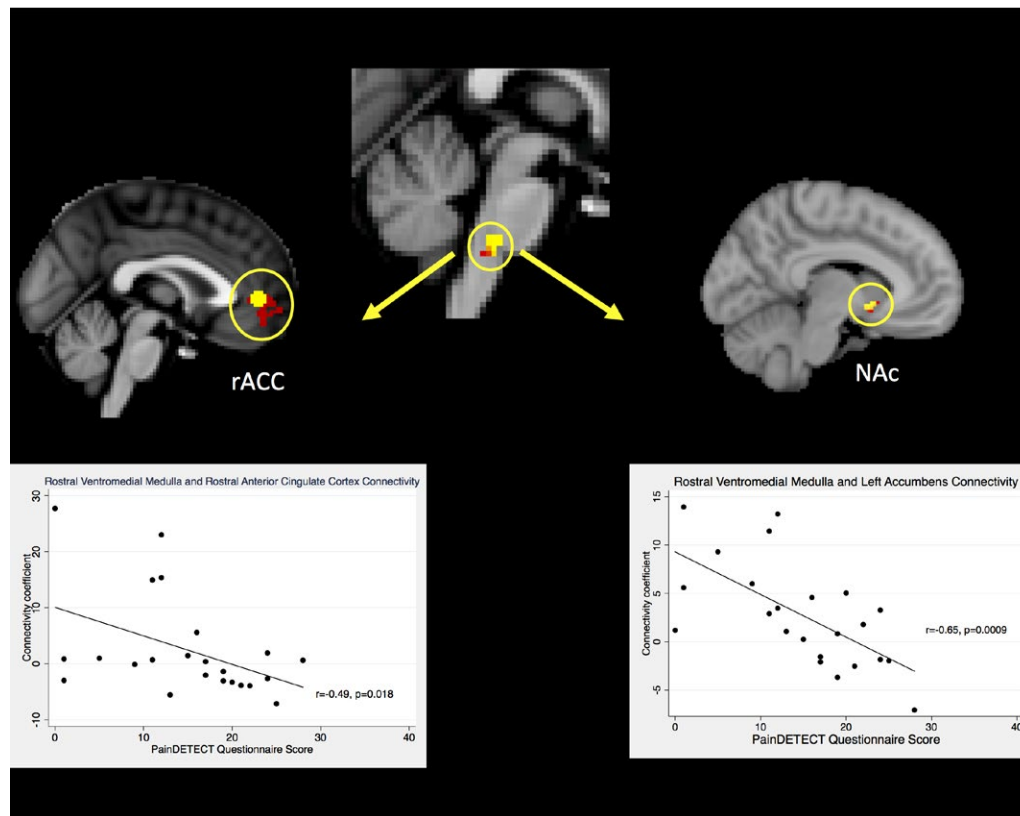 rACC
NAc
Rostral Ventromedial Medulla and Rostral Anterior Cingulate Cortex Connectivity
Connectivity coefficient
30
20
10
0
-10
r=-0.49, p=0.018
0 10 20 30 40
PainDETECT Questionnaire Score
Rostral Ventromedial Medulla and Left Accumbens Connectivity
Connectivity coefficient
15
10
5
0
-5
r=-0.65, p=0.0009
0 10 20 30 40
PainDETECT Questionnaire Score